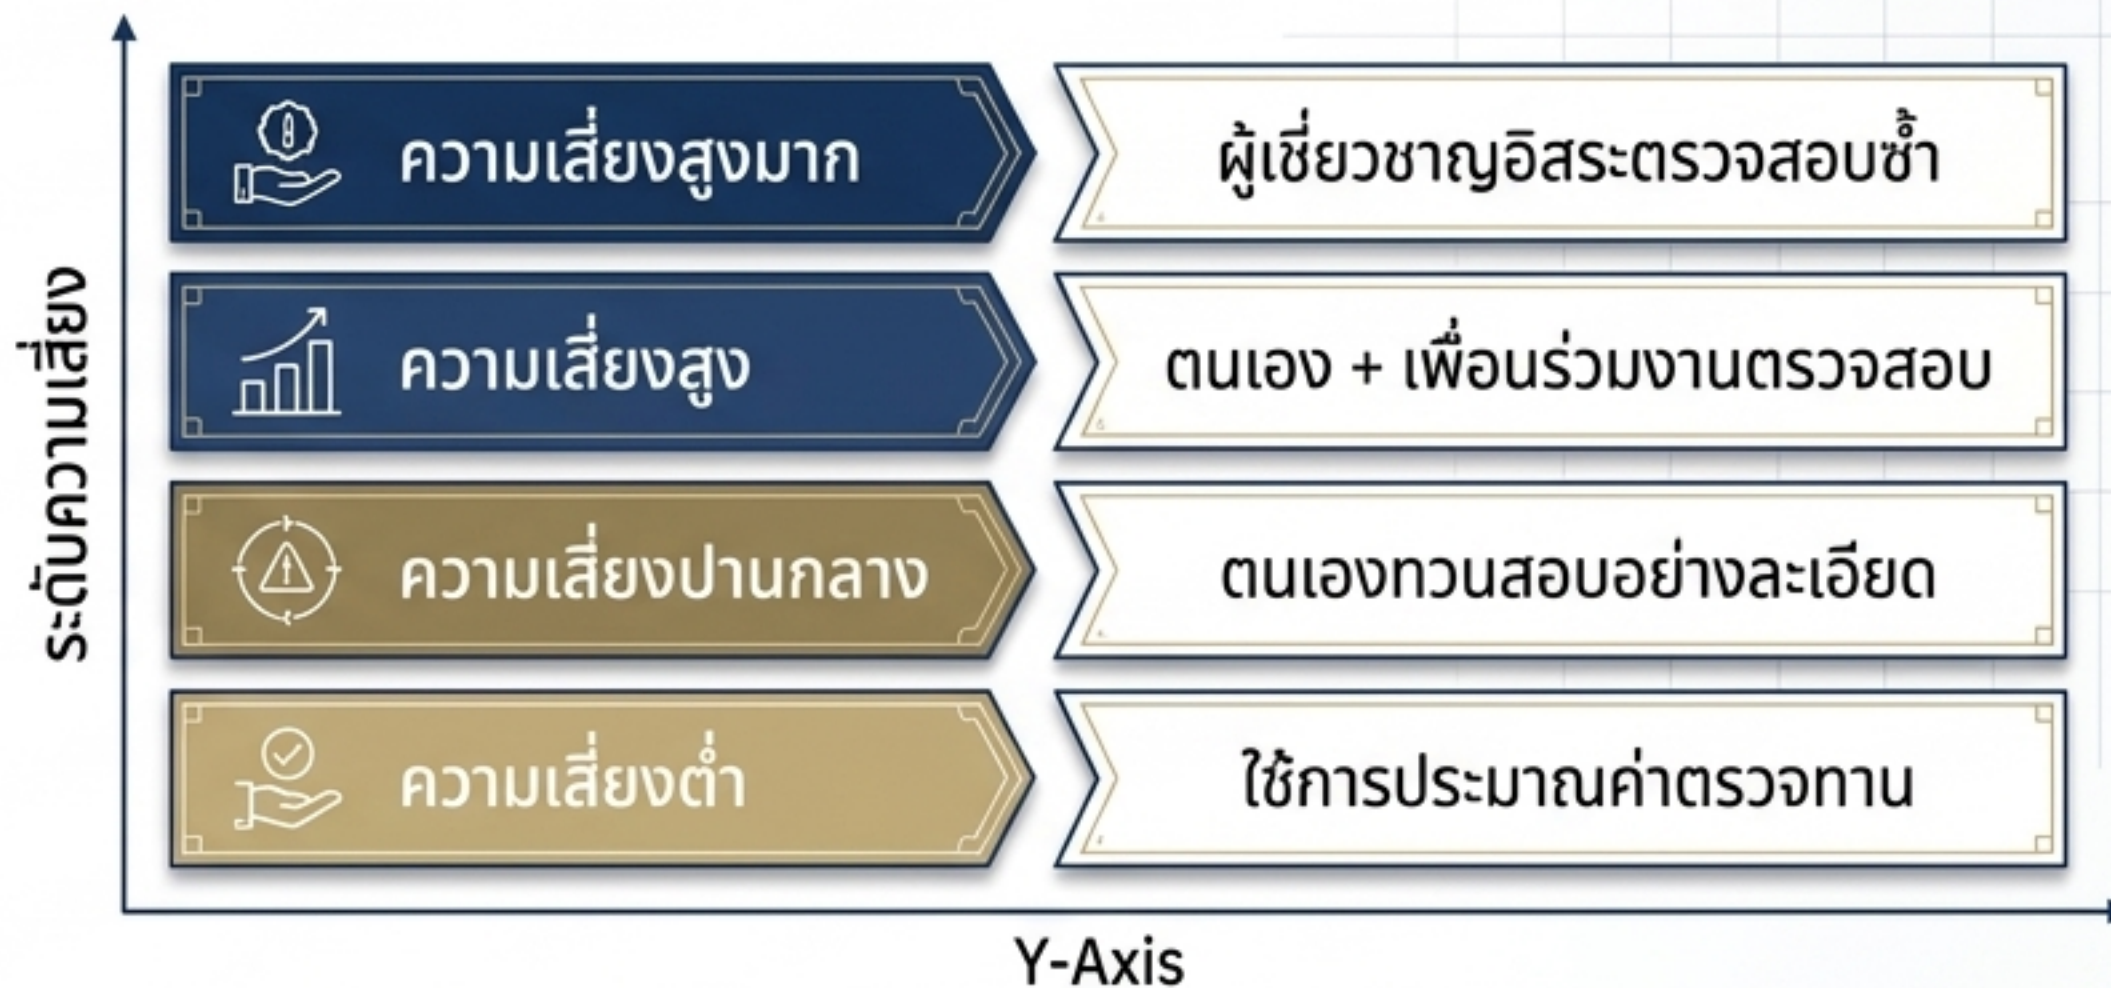 ระดับความเสี่ยง
ความเสี่ยงสูงมาก
ผู้เชี่ยวชาญอิสระตรวจสอบซ้ำ
ความเสี่ยงสูง
ตนเอง + เพื่อนร่วมงานตรวจสอบ
ความเสี่ยงปานกลาง
ตนเองทวนสอบอย่างละเอียด
ความเสี่ยงต่ำ
ใช้การประมาณค่าตรวจทาน
Y-Axis